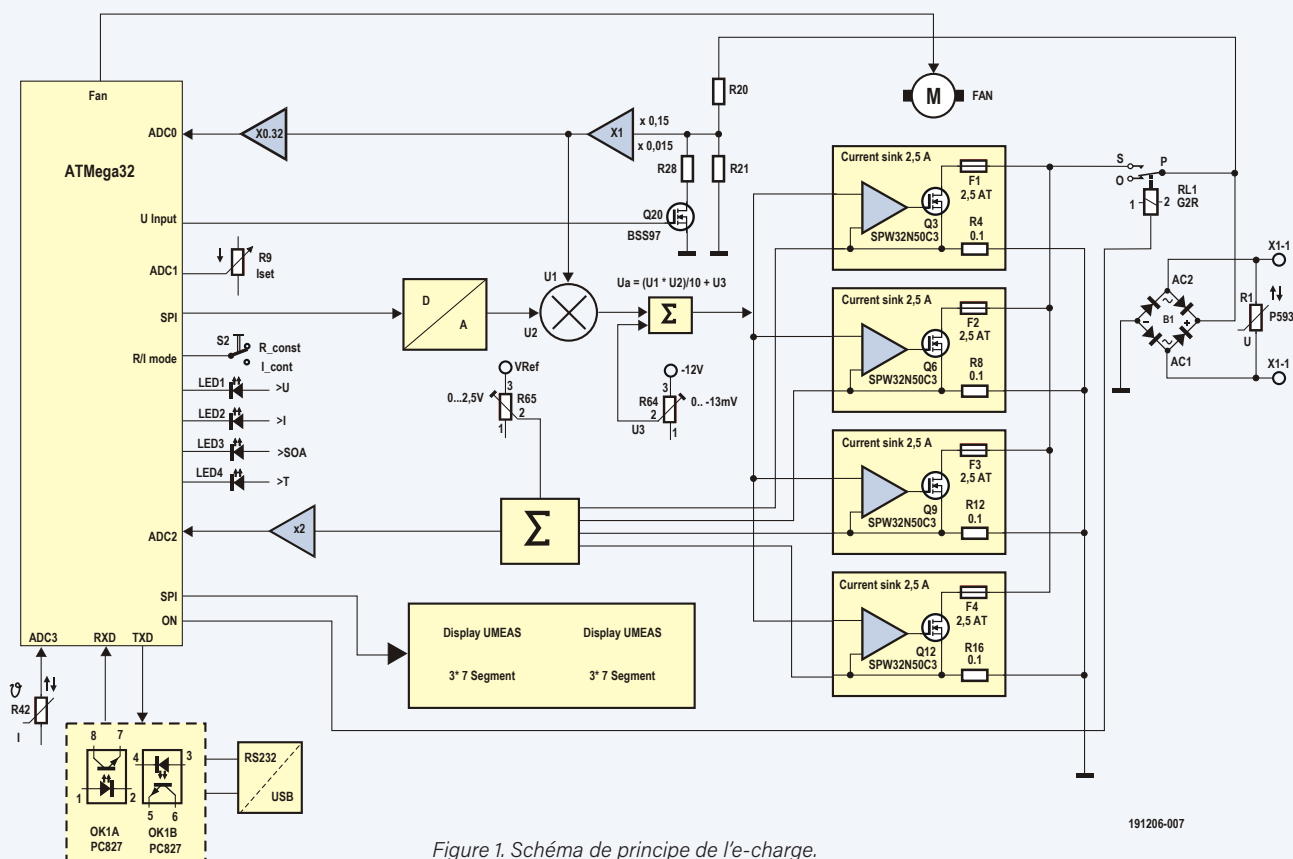 Fan
ATMega32
ADC0
U Input
ADC1
SPI
R/I mode
ADC2
SPI
ON
ADC3
RXD
TXD
X0.32
X1
x 0,15
x 0,015
R20
R28
R21
Q20
BSS97
M
FAN
R9
Iset
S2
R_const
I_cont
LED1
>U
LED2
>I
LED3
>SOA
LED4
>T
D
A
U1
U2
Ua = (U1 * U2)/10 + U3
Σ
VRef
3
0...2,5V
R65
2
1
-12V
3
R64
2
0.. -13mV
U3
1
x2
Σ
Current sink 2,5 A
F1
2,5 AT
Q3
SPW32N50C3
R4
0.1
Current sink 2,5 A
F2
2,5 AT
Q6
SPW32N50C3
R8
0.1
Current sink 2,5 A
F3
2,5 AT
Q9
SPW32N50C3
R12
0.1
Current sink 2,5 A
F4
2,5 AT
Q12
SPW32N50C3
R16
0.1
S
O
P
1
2
RL1
G2R
X1-1
AC2
B1
AC1
R1
P593
U
X1-1
Display UMEAS
Display UMEAS
3* 7 Segment
3* 7 Segment
ϑ
R42
I
8
7
4
3
1
2
5
6
OK1A
PC827
OK1B
PC827
RS232
USB
191206-007
Figure 1. Schéma de principe de l'e-charge.